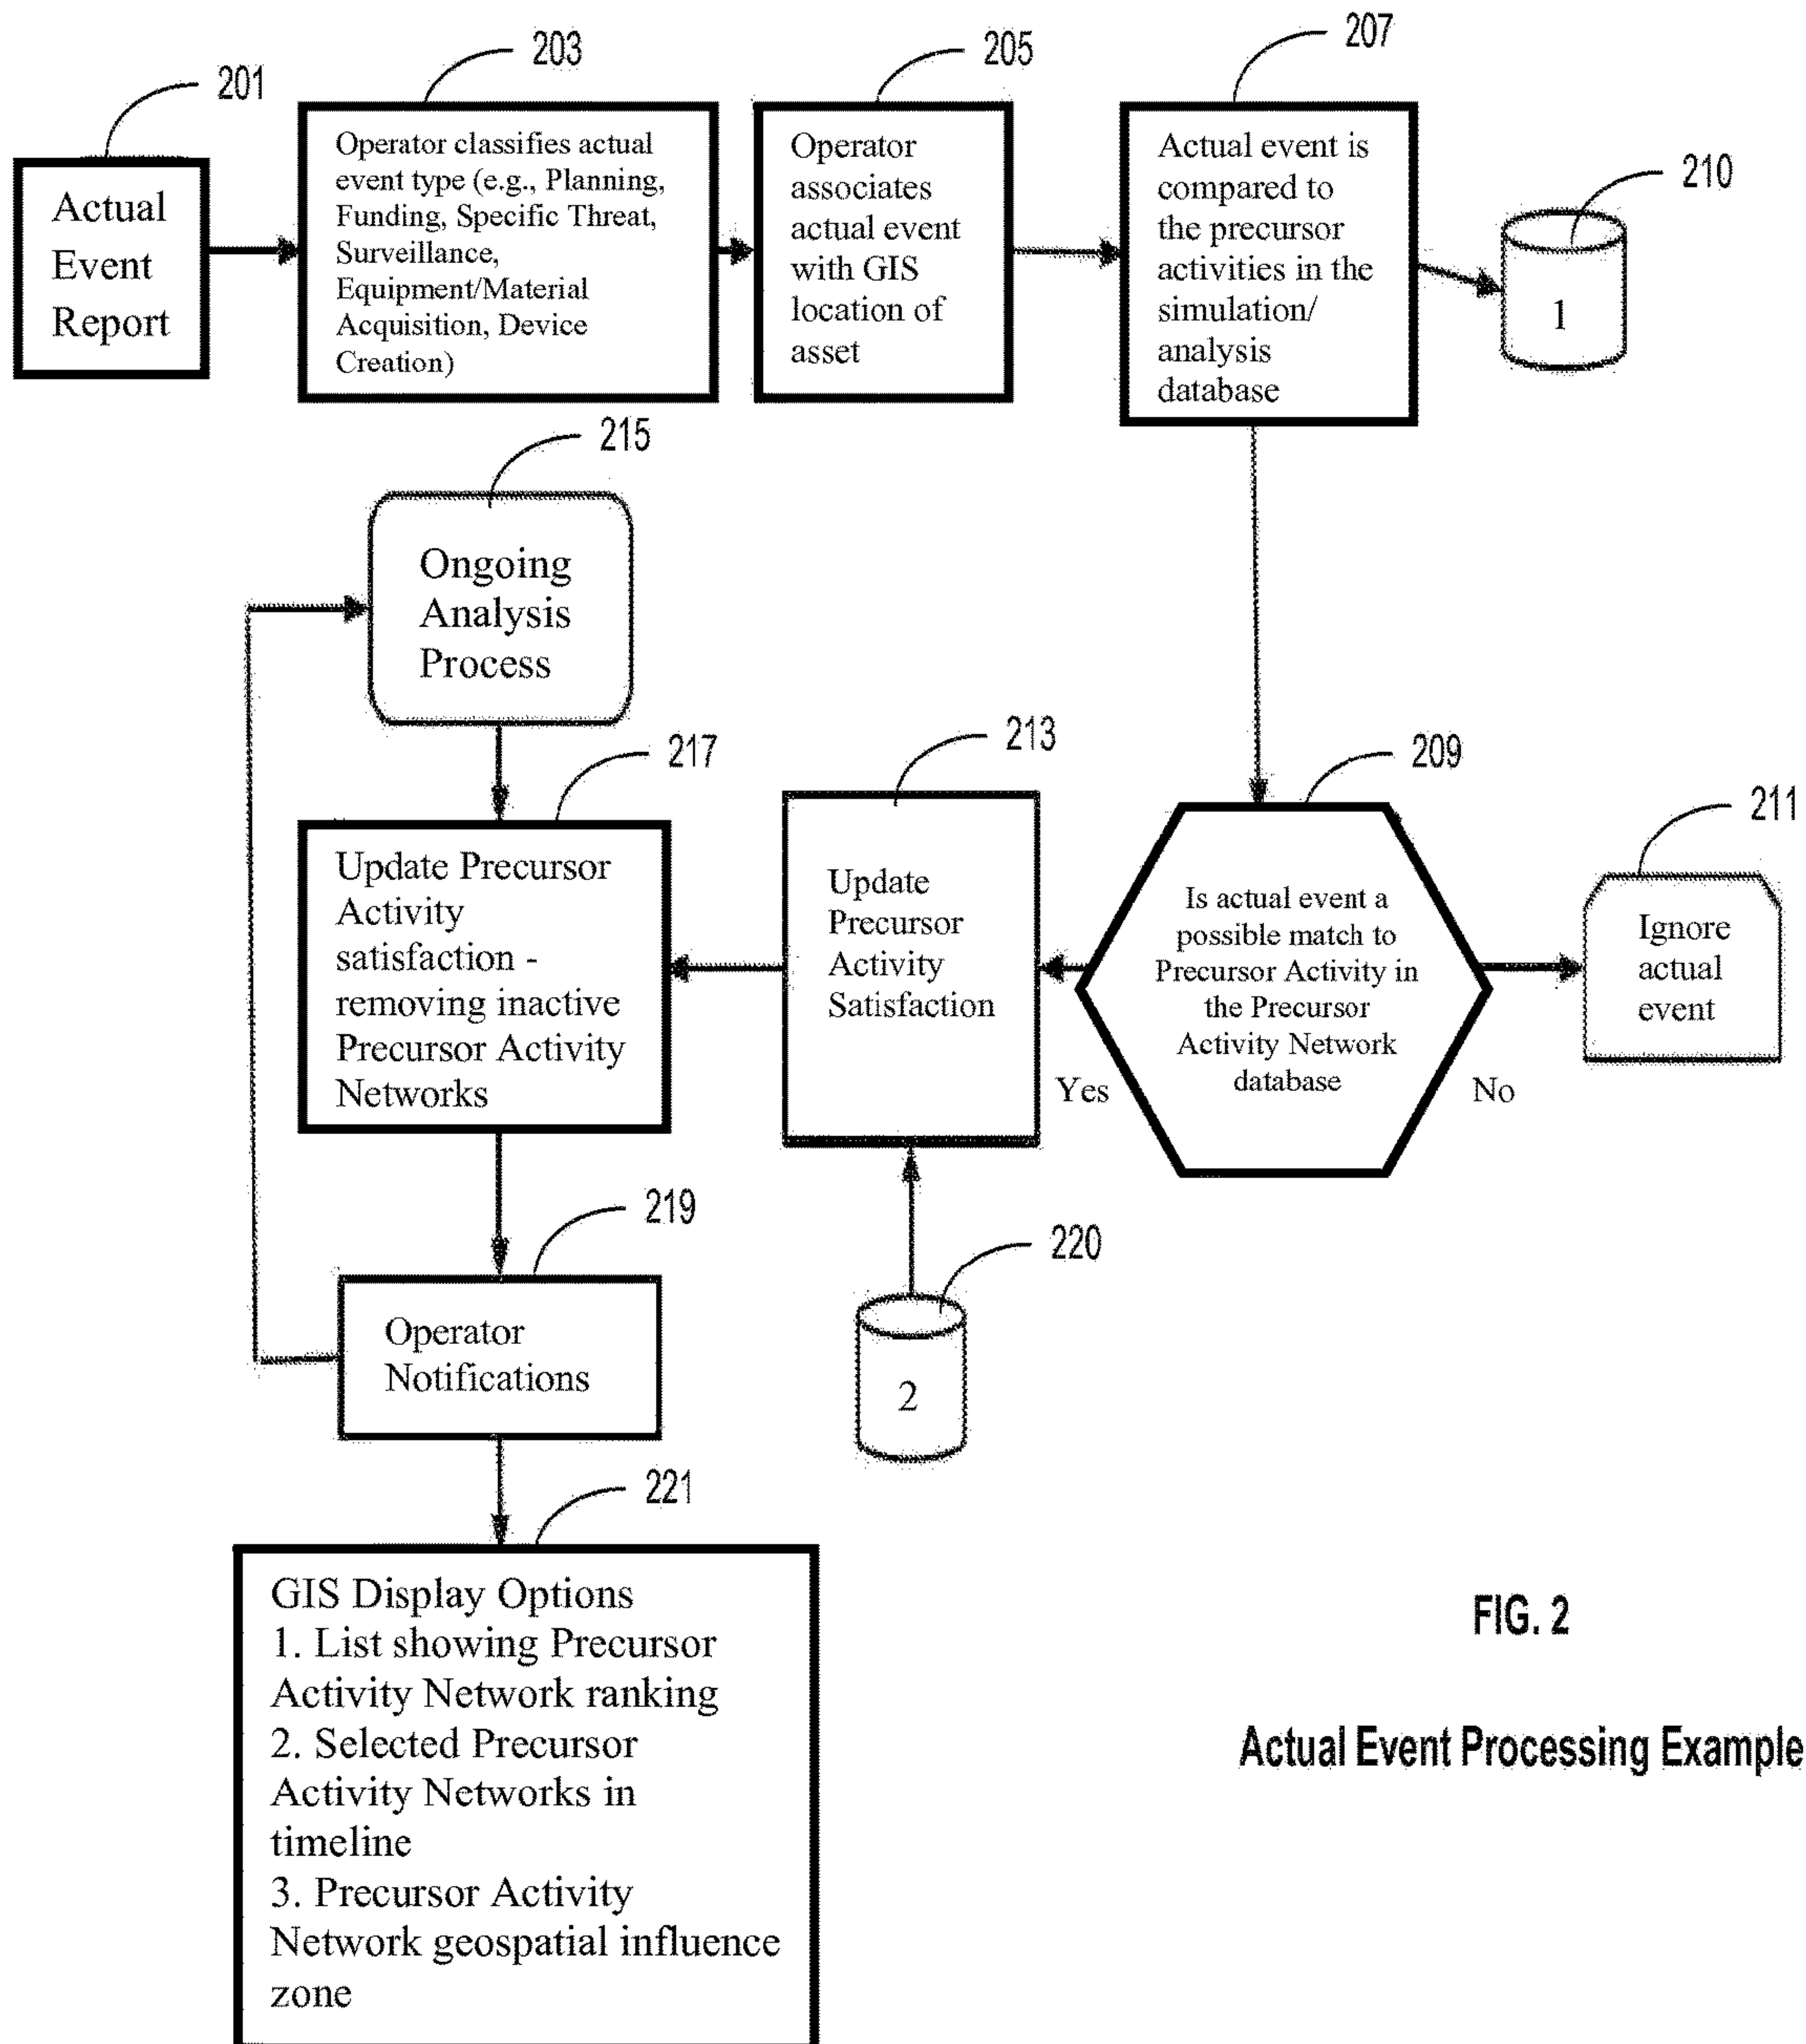 201
203
205
207
210
Actual
Event
Report
Operator classifies actual
event type (e.g., Planning,
Funding, Specific Threat,
Surveillance,
Equipment/Material
Acquisition, Device
Creation)
Operator
associates
actual event
with GIS
location of
asset
Actual event is
compared to
the precursor
activities in the
simulation/
analysis
database
1
215
Ongoing
Analysis
Process
217
213
209
211
Update Precursor
Activity
satisfaction -
removing inactive
Precursor Activity
Networks
Update
Precursor
Activity
Satisfaction
Is actual event a
possible match to
Precursor Activity in
the Precursor
Activity Network
database
Yes
No
Ignore
actual
event
219
220
Operator
Notifications
2
221
GIS Display Options
1. List showing Precursor
Activity Network ranking
2. Selected Precursor
Activity Networks in
timeline
3. Precursor Activity
Network geospatial influence
zone
FIG. 2
Actual Event Processing Example